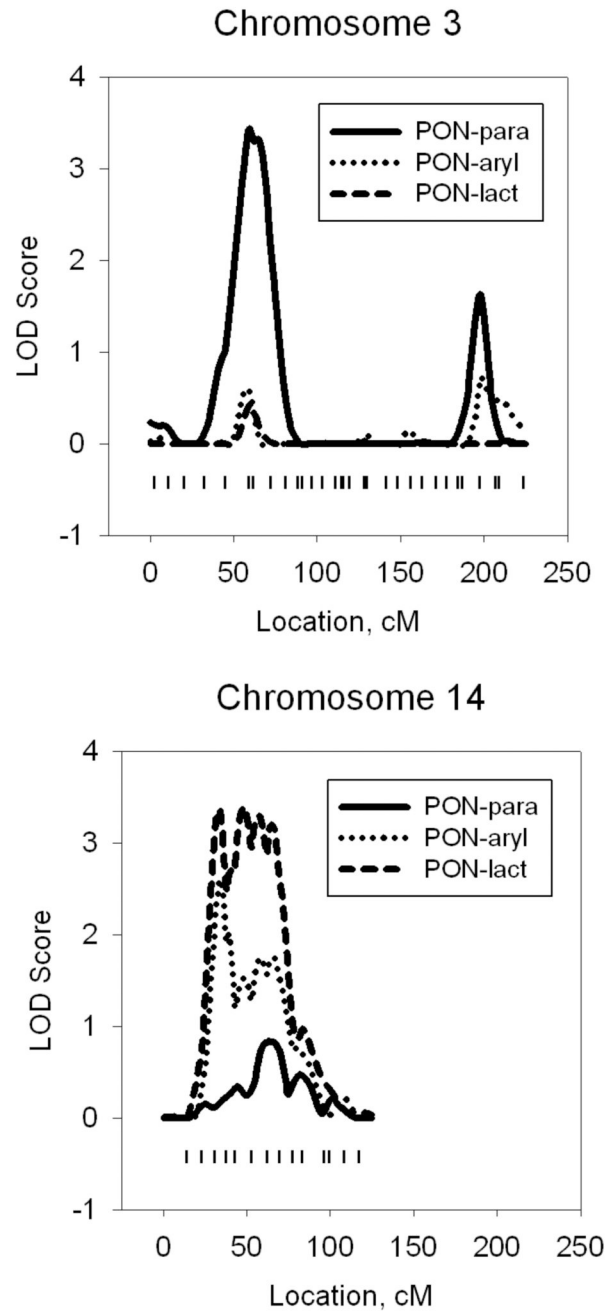 Chromosome 3
4
3
2
1
0
-1
LOD Score
PON-para
PON-aryl
PON-lact
0 50 100 150 200 250
Location, cM
Chromosome 14
4
3
2
1
0
-1
LOD Score
PON-para
PON-aryl
PON-lact
0 50 100 150 200 250
Location, cM